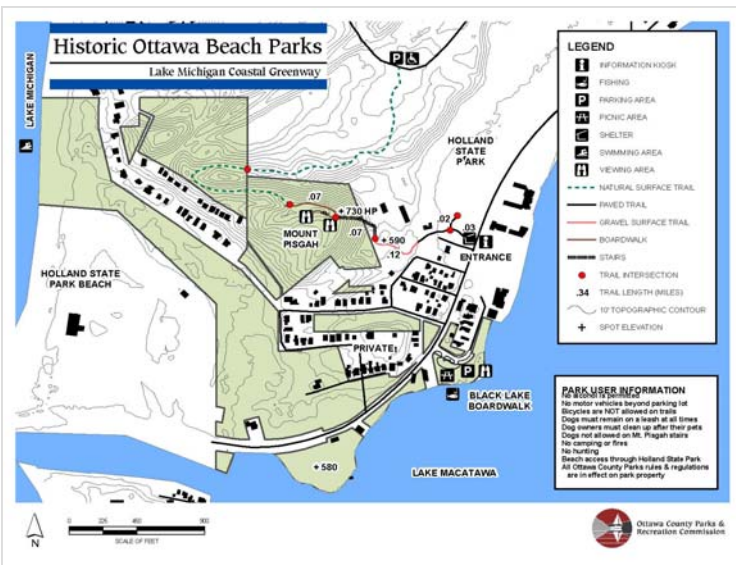 Historic Ottawa Beach Parks
Lake Michigan Coastal Greenway
LAKE MICHIGAN
P
HOLLAND
STATE
PARK
.07
+ 730 HP
MOUNT
PISGAH
.07
+ 590
.12
.02
.03
ENTRANCE
HOLLAND STATE
PARK BEACH
PRIVATE
P
BLACK LAKE
BOARDWALK
+ 580
LAKE MACATAWA
LEGEND
INFORMATION KIOSK
FISHING
P PARKING AREA
PICNIC AREA
SHELTER
SWIMMING AREA
VIEWING AREA
NATURAL SURFACE TRAIL
PAVED TRAIL
GRAVEL SURFACE TRAIL
BOARDWALK
STAIRS
TRAIL INTERSECTION
.34 TRAIL LENGTH (MILES)
10' TOPOGRAPHIC CONTOUR
+ SPOT ELEVATION
PARK USER INFORMATION
No alcohol is permitted
No motor vehicles beyond parking lot
Bicycles are NOT allowed on trails
Dogs must remain on a leash at all times
Dog owners must clean up after their pets
Dogs not allowed on Mt. Pisgah stairs
No camping or fires
No hunting
Beach access through Holland State Park
All Ottawa County Parks rules & regulations
are in effect on park property
N
0 225 450 900
SCALE OF FEET
Ottawa County Parks &
Recreation Commission